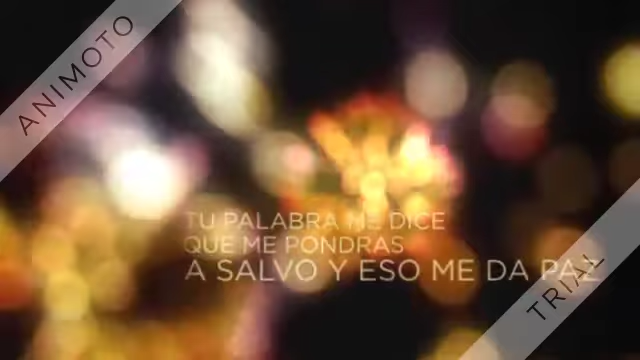 ANIMOTO
TU PALABRA ME DICE
QUE ME PONDRAS
A SALVO Y ESO ME DA PAZ
TRIAL